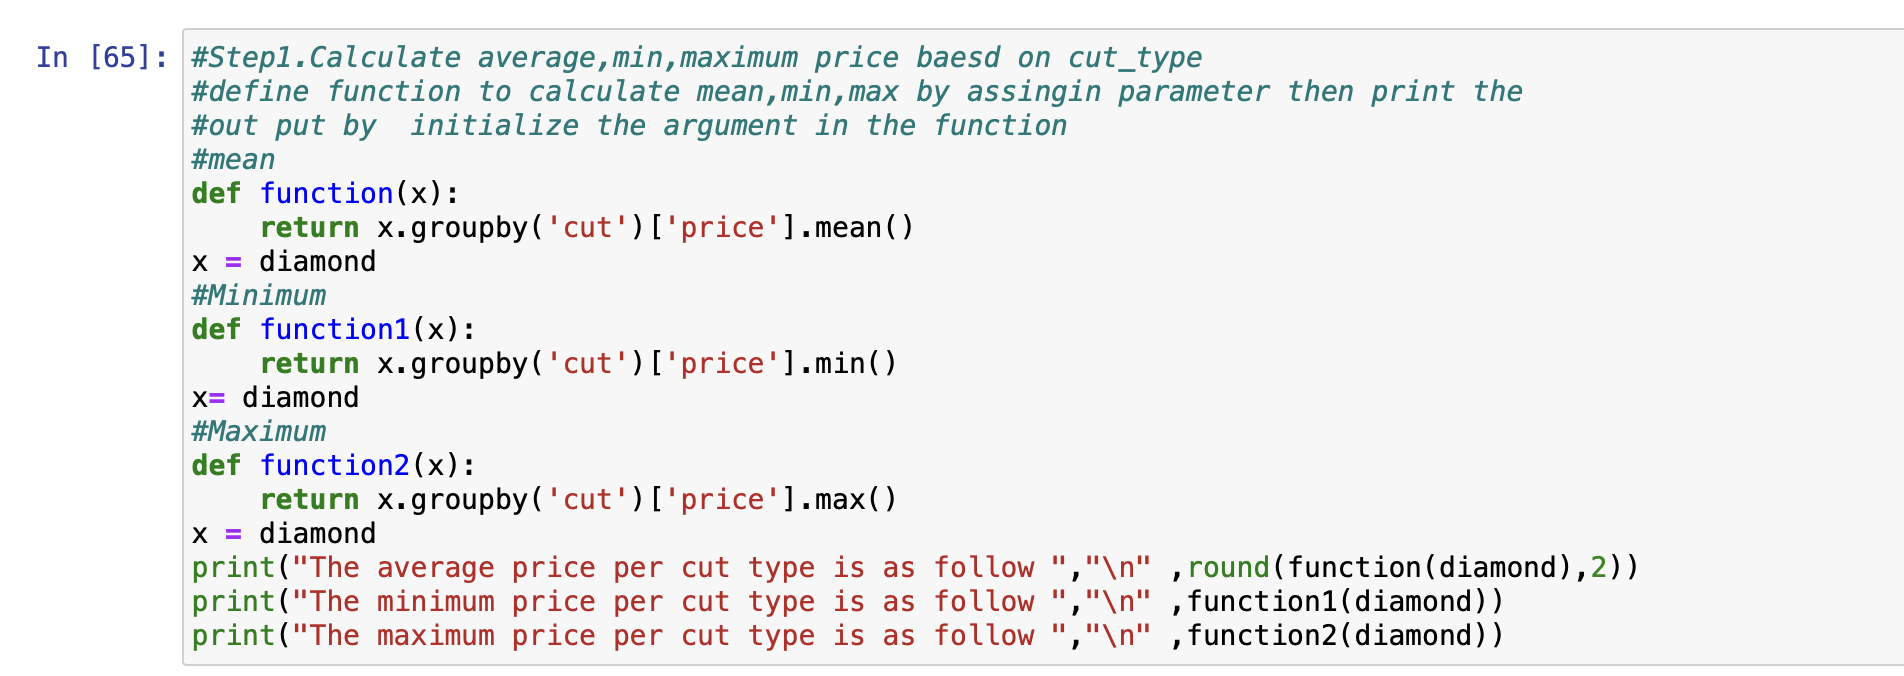 In [65]: #Step1.Calculate average,min,maximum price baesd on cut_type
#define function to calculate mean,min,max by assingin parameter then print the
#out put by  initialize the argument in the function
#mean
def function(x):
    return x.groupby('cut')['price'].mean()
x = diamond
#Minimum
def function1(x):
    return x.groupby('cut')['price'].min()
x= diamond
#Maximum
def function2(x):
    return x.groupby('cut')['price'].max()
x = diamond
print("The average price per cut type is as follow ","\n" ,round(function(diamond),2))
print("The minimum price per cut type is as follow ","\n" ,function1(diamond))
print("The maximum price per cut type is as follow ","\n" ,function2(diamond))